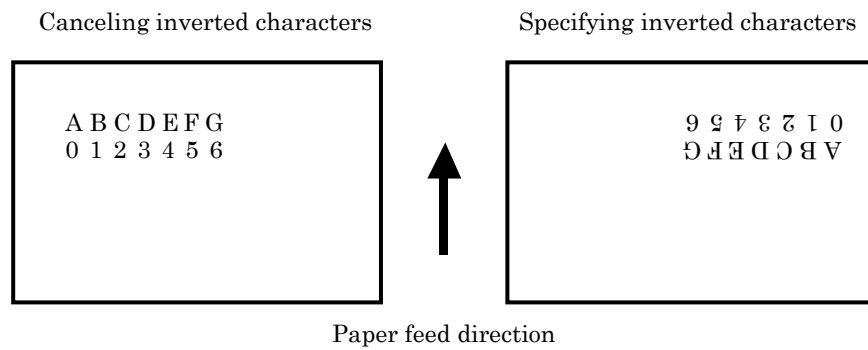 Canceling inverted characters
A B C D E F G
0 1 2 3 4 5 6
Specifying inverted characters
A B C D E F G
0 1 2 3 4 5 6
Paper feed direction